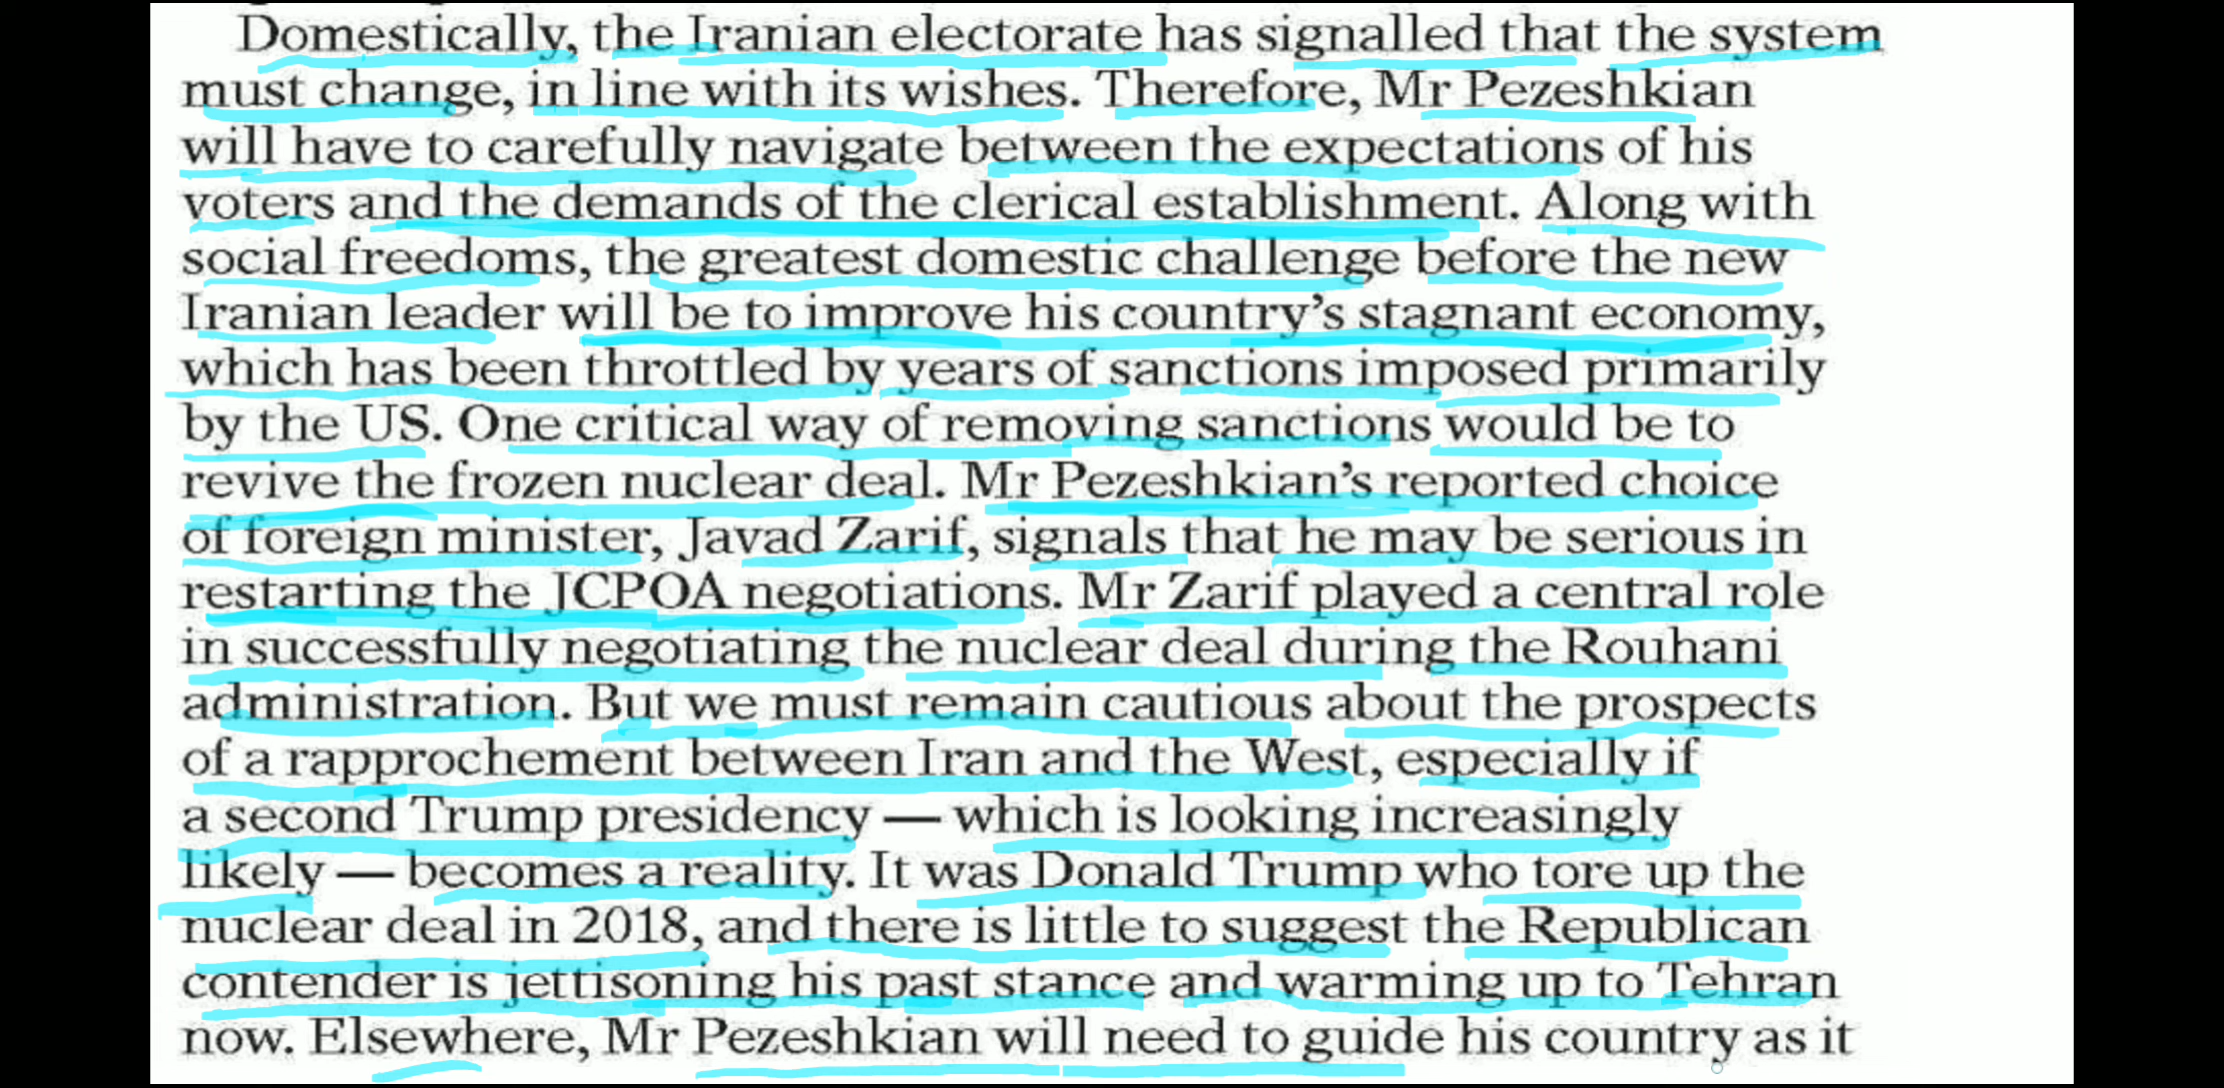 Domestically, the Iranian electorate has signalled that the system
must change, in line with its wishes. Therefore, Mr Pezeshkian
will have to carefully navigate between the expectations of his
voters and the demands of the clerical establishment. Along with
social freedoms, the greatest domestic challenge before the new
Iranian leader will be to improve his country’s stagnant economy,
which has been throttled by years of sanctions imposed primarily
by the US. One critical way of removing sanctions would be to
revive the frozen nuclear deal. Mr Pezeshkian’s reported choice
of foreign minister, Javad Zarif, signals that he may be serious in
restarting the JCPOA negotiations. Mr Zarif played a central role
in successfully negotiating the nuclear deal during the Rouhani
administration. But we must remain cautious about the prospects
of a rapprochement between Iran and the West, especially if
a second Trump presidency — which is looking increasingly
likely — becomes a reality. It was Donald Trump who tore up the
nuclear deal in 2018, and there is little to suggest the Republican
contender is jettisoning his past stance and warming up to Tehran
now. Elsewhere, Mr Pezeshkian will need to guide his country as it